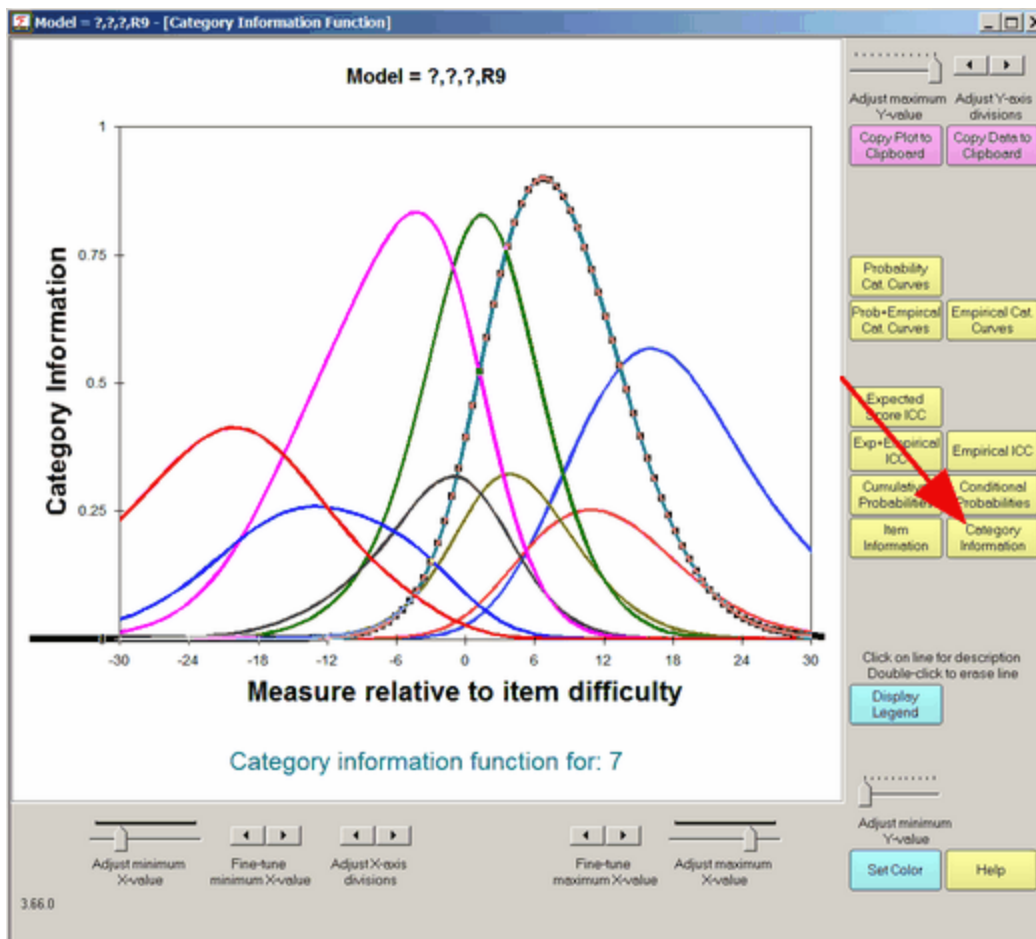 Model = ?,?,?,R9 - [Category Information Function]
Model = ?,?,?,R9
1
0.75
0.5
0.25
Category Information
-30 -24 -18 -12 -6 0 6 12 18 24 30
Measure relative to item difficulty
Category information function for: 7
Adjust maximum
Y-value
Adjust Y-axis
divisions
Copy Plot to
Clipboard
Copy Data to
Clipboard
Probability
Cat. Curves
Prob+Empircal
Cat. Curves
Empirical Cat.
Curves
Expected
Score ICC
Exp+Empirical
ICC
Empirical ICC
Cumulative
Probabilities
Conditional
Probabilities
Item
Information
Category
Information
Click on line for description
Double-click to erase line
Display
Legend
Adjust minimum
Y-value
Set Color
Help
Adjust minimum
X-value
Fine-tune
minimum X-value
Adjust X-axis
divisions
Fine-tune
maximum X-value
Adjust maximum
X-value
3.66.0